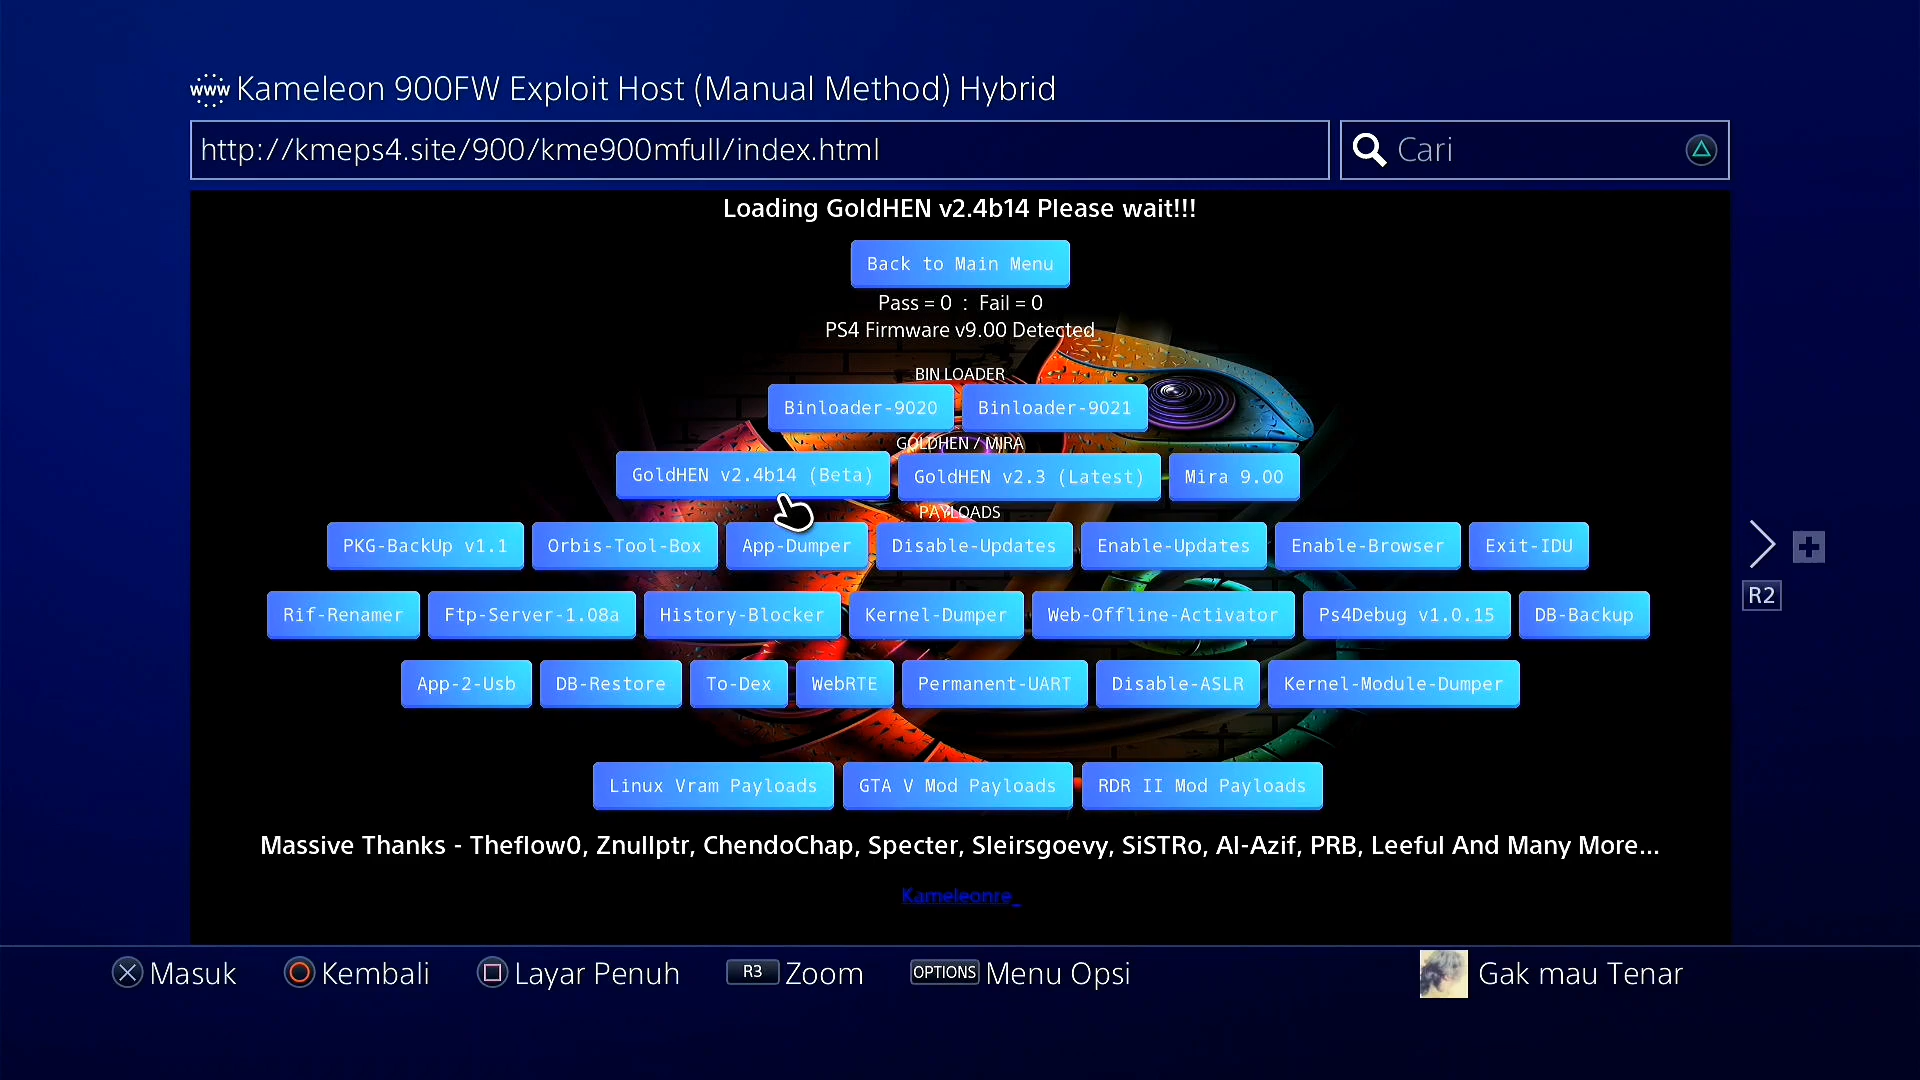 www Kameleon 900FW Exploit Host (Manual Method) Hybrid
http://kmeps4.site/900/kme900mfull/index.html
Cari
Loading GoldHEN v2.4b14 Please wait!!!
Back to Main Menu
Pass = 0 : Fail = 0
PS4 Firmware v9.00 Detected
BIN LOADER
Binloader-9020 Binloader-9021
GOLDHEN / MIRA
GoldHEN v2.4b14 (Beta) GoldHEN v2.3 (Latest) Mira 9.00
PAYLOADS
PKG-BackUp v1.1 Orbis-Tool-Box App-Dumper Disable-Updates Enable-Updates Enable-Browser Exit-IDU
R2
Rif-Renamer Ftp-Server-1.08a History-Blocker Kernel-Dumper Web-Offline-Activator Ps4Debug v1.0.15 DB-Backup
App-2-Usb DB-Restore To-Dex WebRTE Permanent-UART Disable-ASLR Kernel-Module-Dumper
Linux Vram Payloads GTA V Mod Payloads RDR II Mod Payloads
Massive Thanks - Theflow0, Znullptr, ChendoChap, Specter, Sleirsgoevy, SiSTRo, Al-Azif, PRB, Leeful And Many More...
Kameleonre_
Masuk Kembali Layar Penuh R3 Zoom OPTIONS Menu Opsi Gak mau Tenar